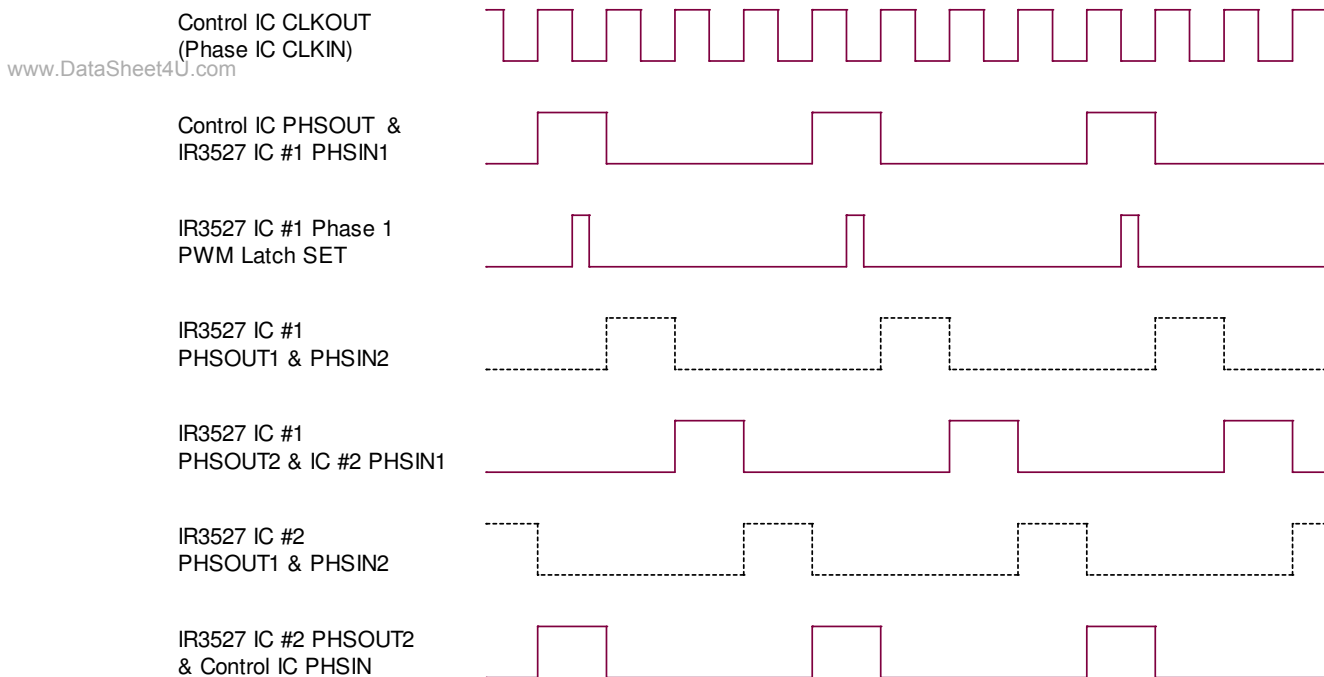 Control IC CLKOUT
(Phase IC CLKIN)
www.DataSheet4U.com
Control IC PHSOUT &
IR3527 IC #1 PHSIN1
IR3527 IC #1 Phase 1
PWM Latch SET
IR3527 IC #1
PHSOUT1 & PHSIN2
IR3527 IC #1
PHSOUT2 & IC #2 PHSIN1
IR3527 IC #2
PHSOUT1 & PHSIN2
IR3527 IC #2 PHSOUT2
& Control IC PHSIN